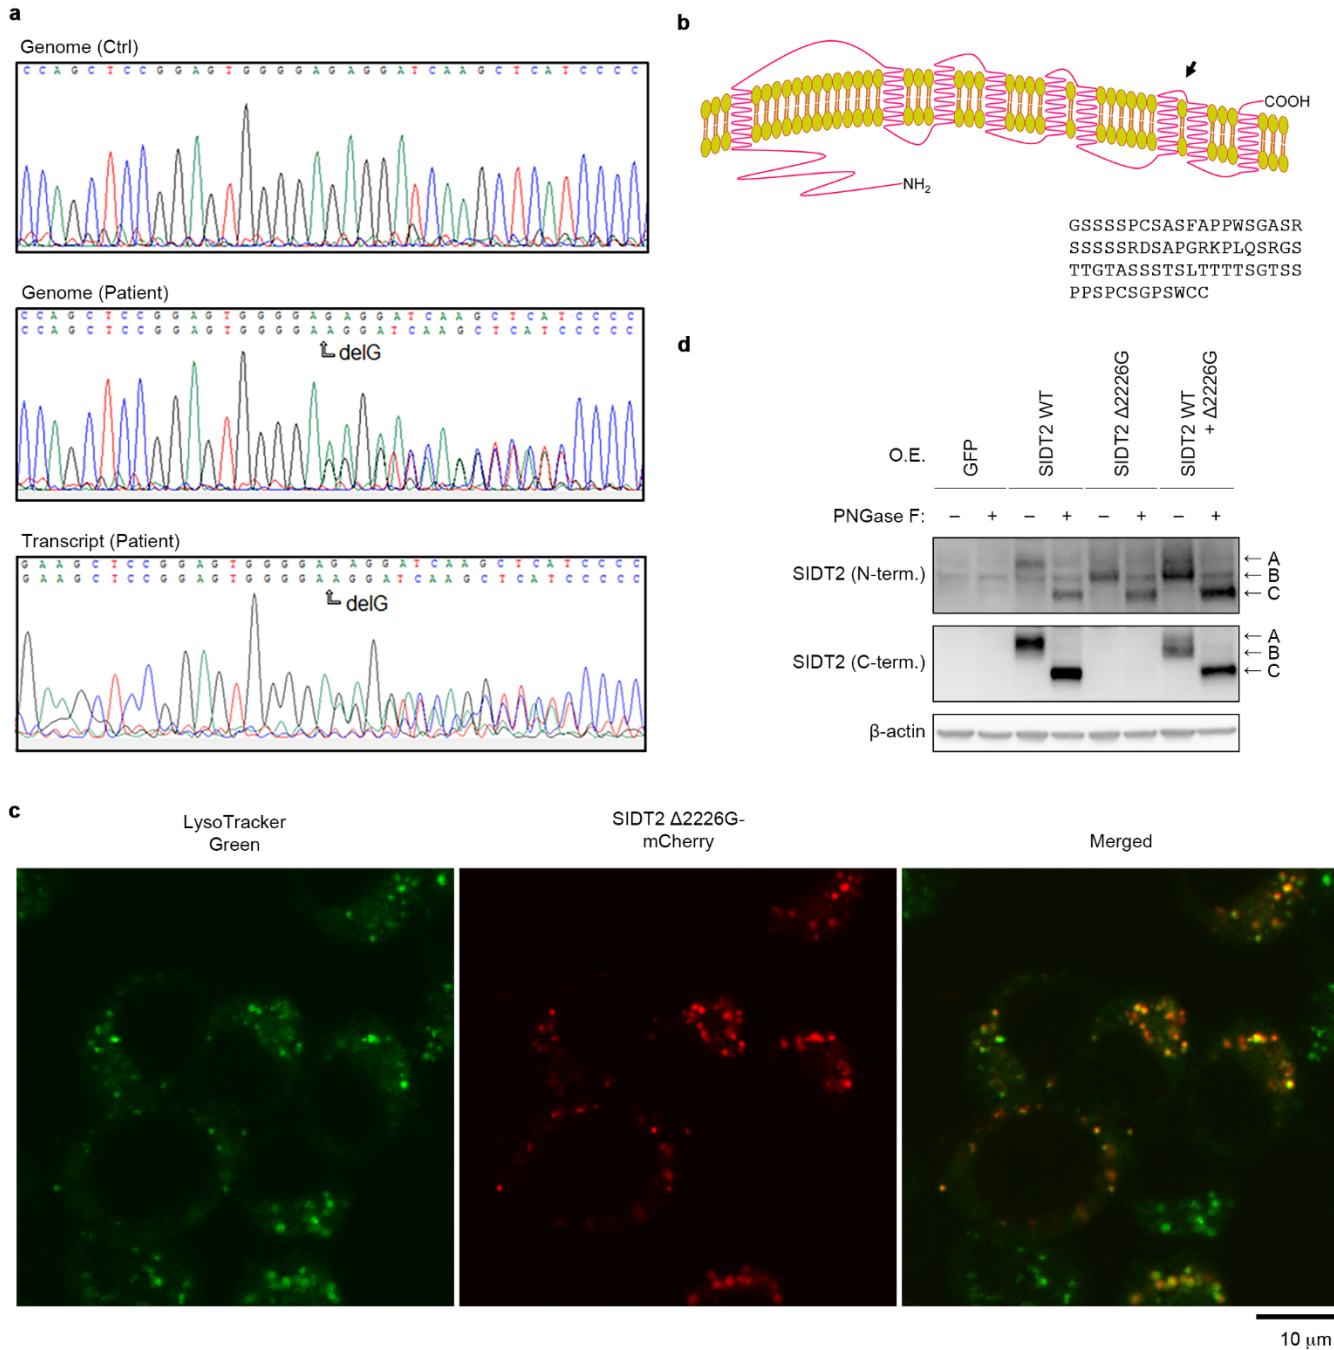 a
Genome (Ctrl)
C C A G C T C C G G A G T G G G G A G A G G A T C A A G C T C A T C C C C
Genome (Patient)
C C A G C T C C G G A G T G G G G A G A G G A T C A A G C T C A T C C C C
C C A G C T C C G G A G T G G G G A A G G A T C A A G C T C A T C C C C C
delG
Transcript (Patient)
G A A G C T C C G G A G T G G G G A G A G G A T C A A G C T C A T C C C C
G A A G C T C C G G A G T G G G G A A G G A T C A A G C T C A T C C C C C
delG
b
COOH
NH2
GSSSSPCSASFAPPWSGASR
SSSSSRDSAPGRKPLQSRGS
TTGTASSSTSLTTTTSGTSS
PPSPCSGPSWCC
d
O.E.
GFP
SIDT2 WT
SIDT2 Δ2226G
SIDT2 WT
+ Δ2226G
PNGase F: – + – + – + – +
SIDT2 (N-term.)
← A
← B
← C
SIDT2 (C-term.)
← A
← B
← C
β-actin
c
LysoTracker
Green
SIDT2 Δ2226G-
mCherry
Merged
10 μm